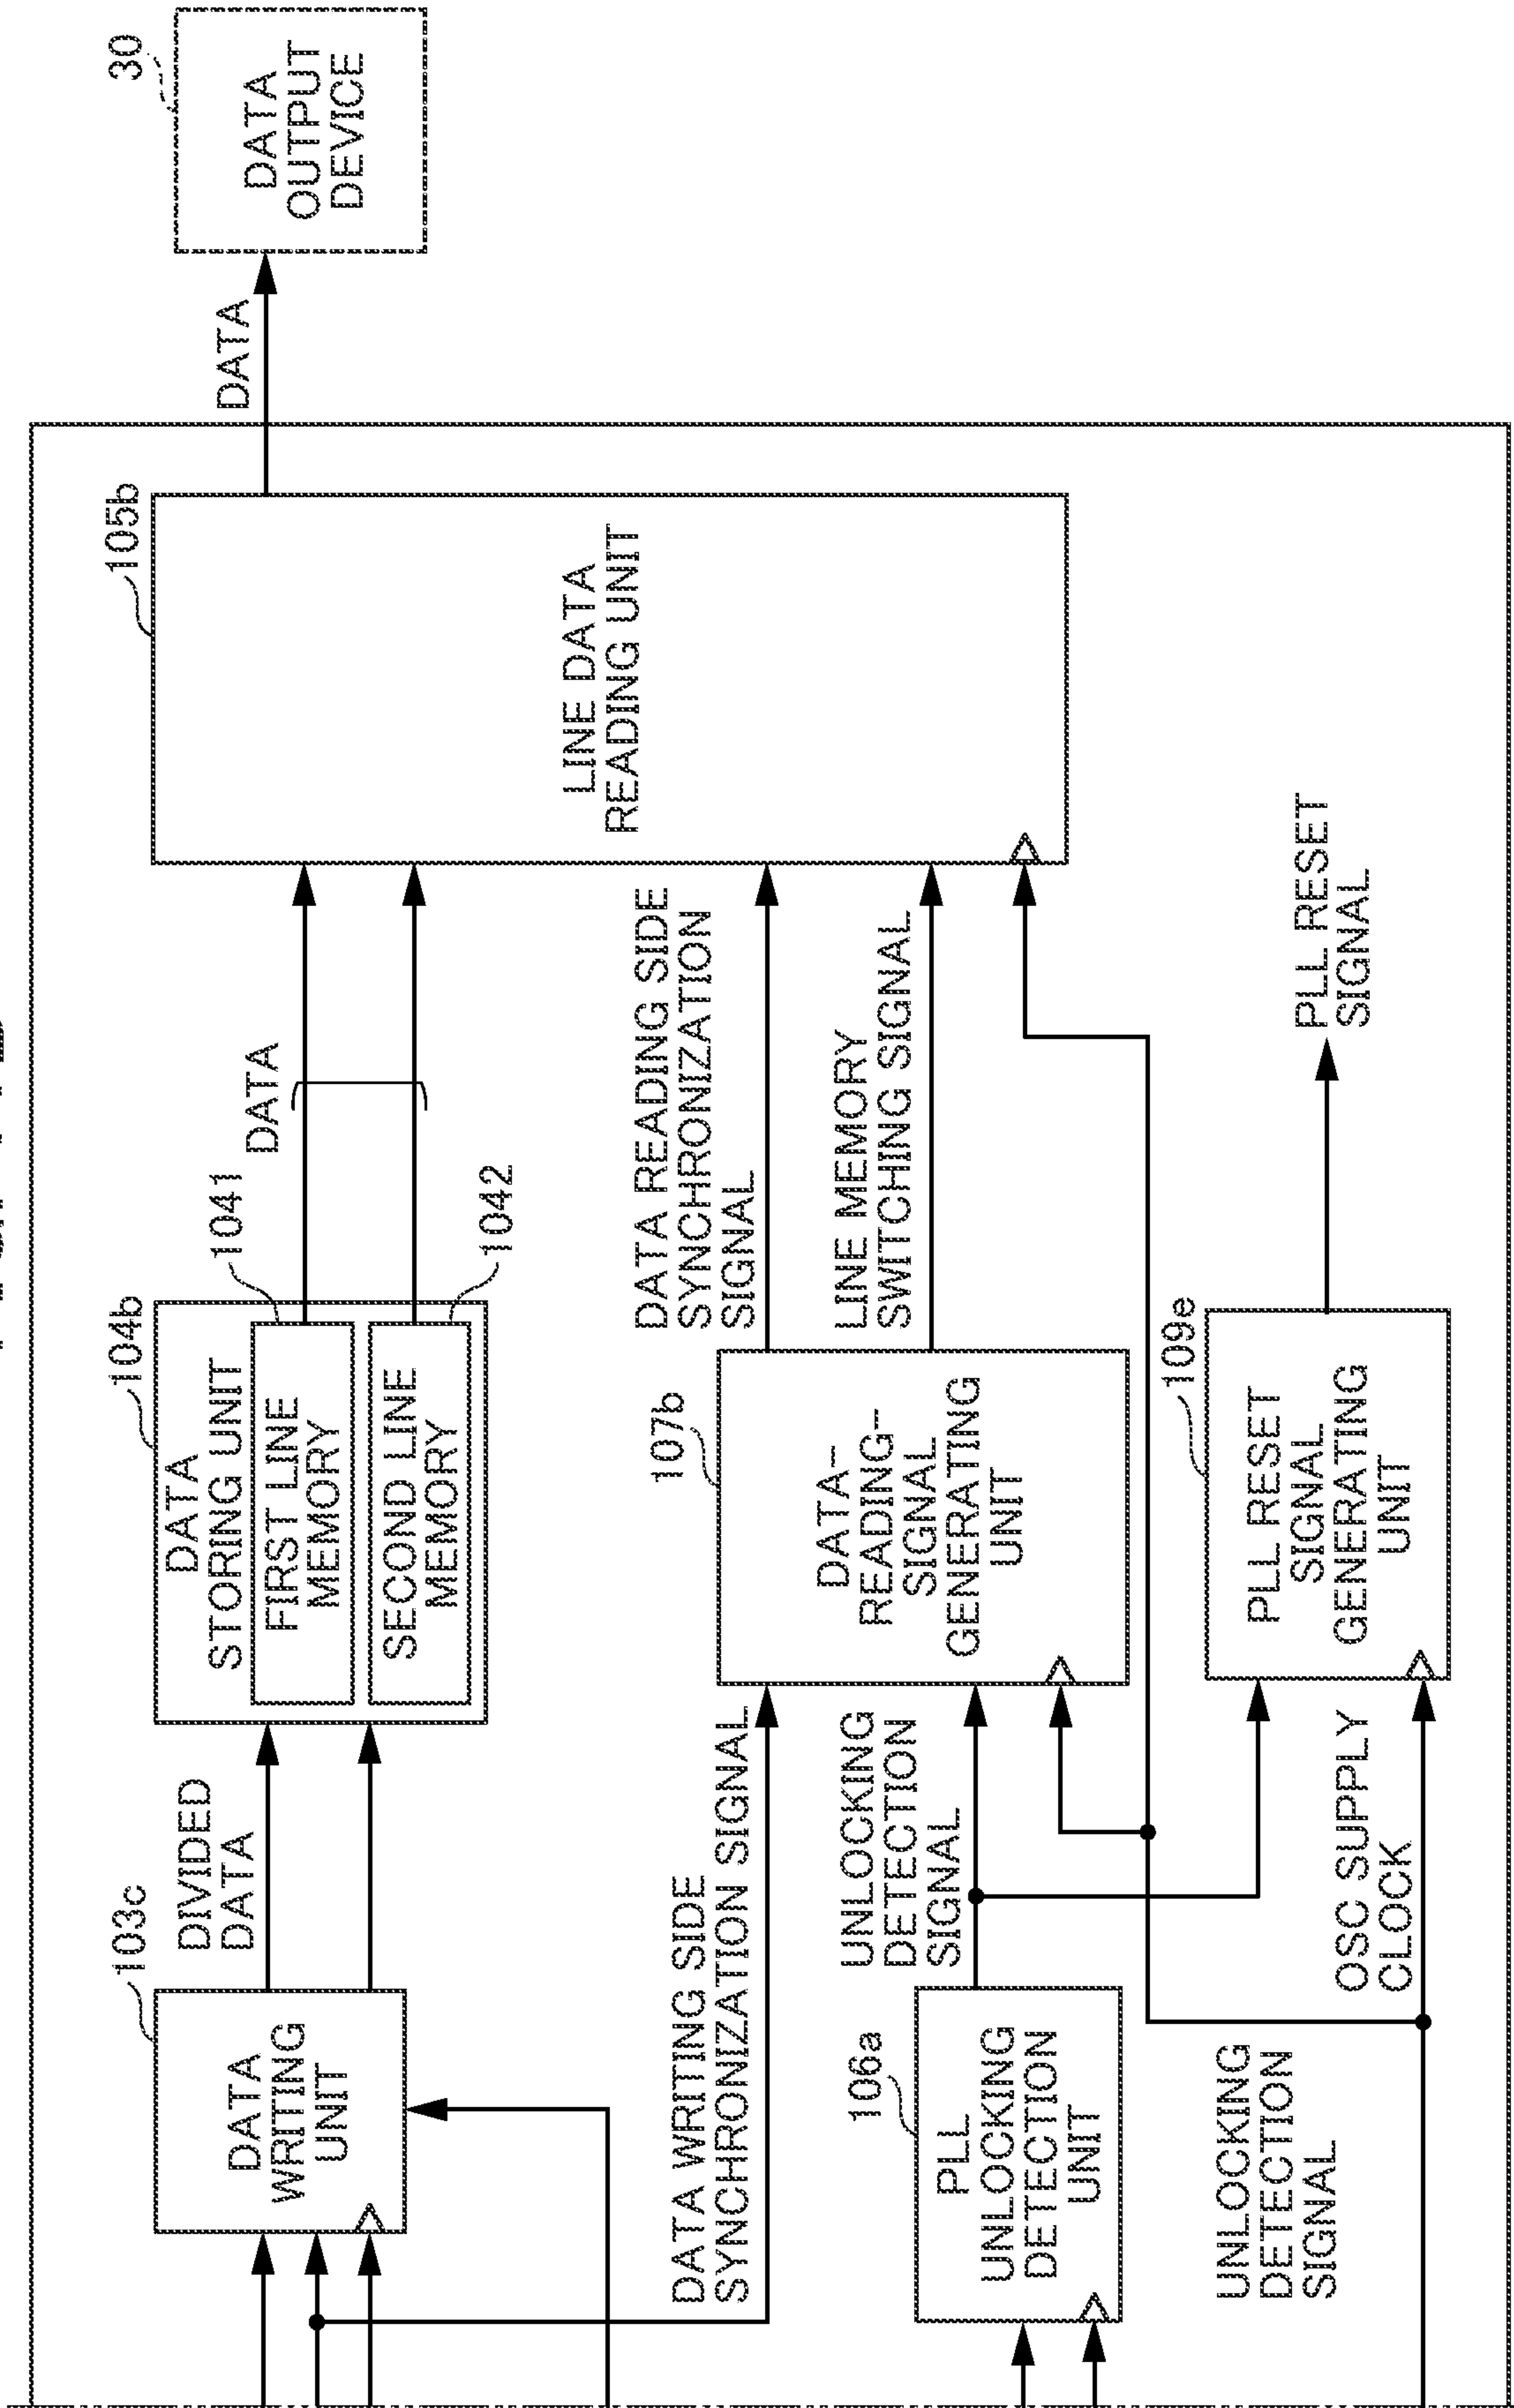 30
DATA
OUTPUT
DEVICE
DATA
105b
LINE DATA
READING UNIT
DATA
1041
1042
104b
DATA
STORING UNIT
FIRST LINE
MEMORY
SECOND LINE
MEMORY
DIVIDED
DATA
103c
DATA
WRITING
UNIT
DATA READING SIDE
SYNCHRONIZATION
SIGNAL
LINE MEMORY
SWITCHING SIGNAL
107b
DATA-
READING-
SIGNAL
GENERATING
UNIT
DATA WRITING SIDE
SYNCHRONIZATION SIGNAL
UNLOCKING
DETECTION
SIGNAL
106a
PLL
UNLOCKING
DETECTION
UNIT
PLL RESET
SIGNAL
109e
PLL RESET
SIGNAL
GENERATING
UNIT
OSC SUPPLY
CLOCK
UNLOCKING
DETECTION
SIGNAL